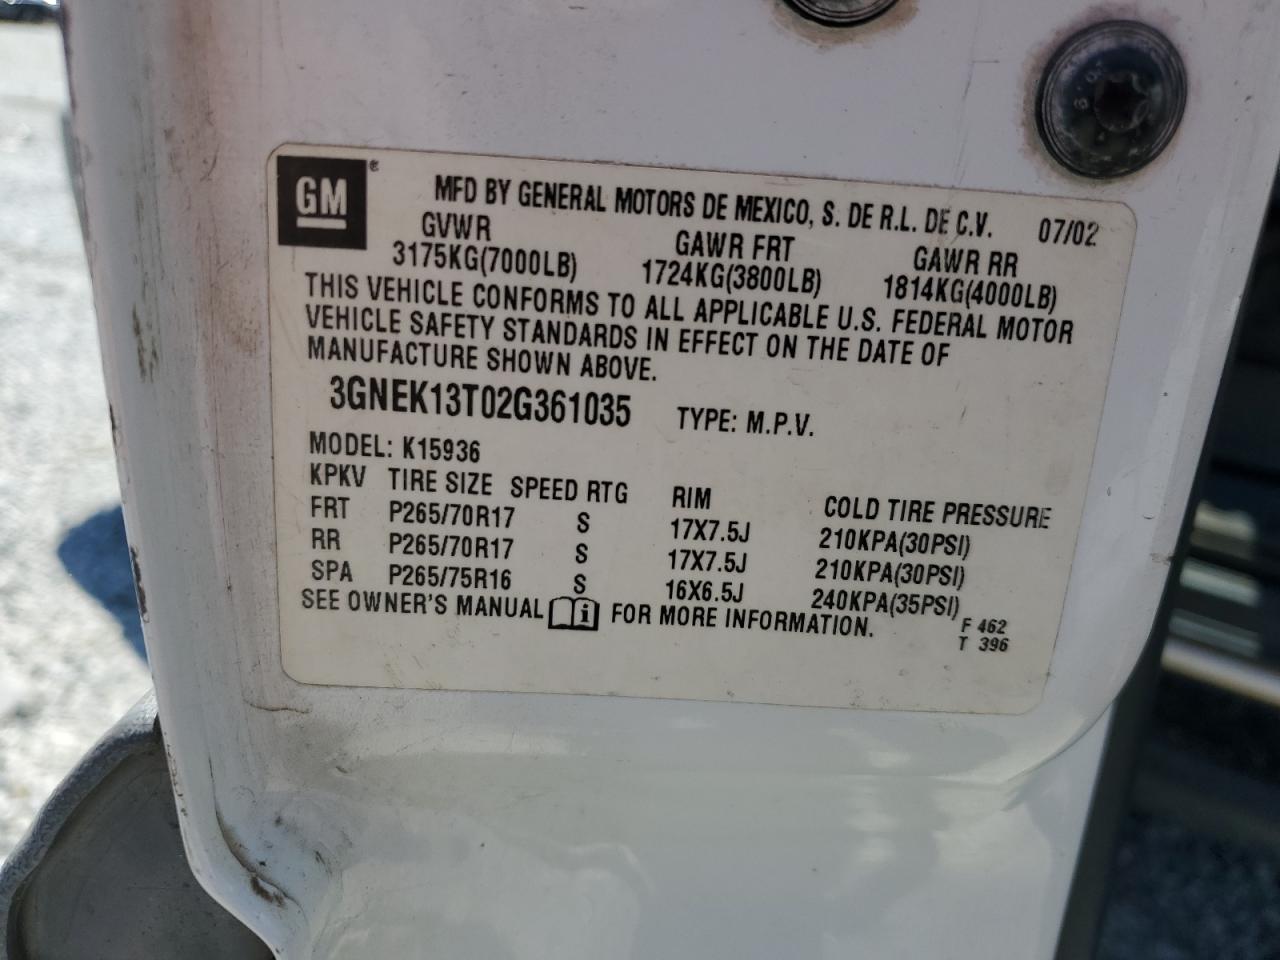 GM ®
MFD BY GENERAL MOTORS DE MEXICO, S. DE R.L. DE C.V. 07/02
GVWR GAWR FRT GAWR RR
3175KG(7000LB) 1724KG(3800LB) 1814KG(4000LB)
THIS VEHICLE CONFORMS TO ALL APPLICABLE U.S. FEDERAL MOTOR
VEHICLE SAFETY STANDARDS IN EFFECT ON THE DATE OF
MANUFACTURE SHOWN ABOVE.
3GNEK13T02G361035 TYPE: M.P.V.
MODEL: K15936
KPKV TIRE SIZE SPEED RTG RIM COLD TIRE PRESSURE
FRT P265/70R17 S 17X7.5J 210KPA(30PSI)
RR P265/70R17 S 17X7.5J 210KPA(30PSI)
SPA P265/75R16 S 16X6.5J 240KPA(35PSI)
SEE OWNER'S MANUAL i FOR MORE INFORMATION.
F 462
T 396